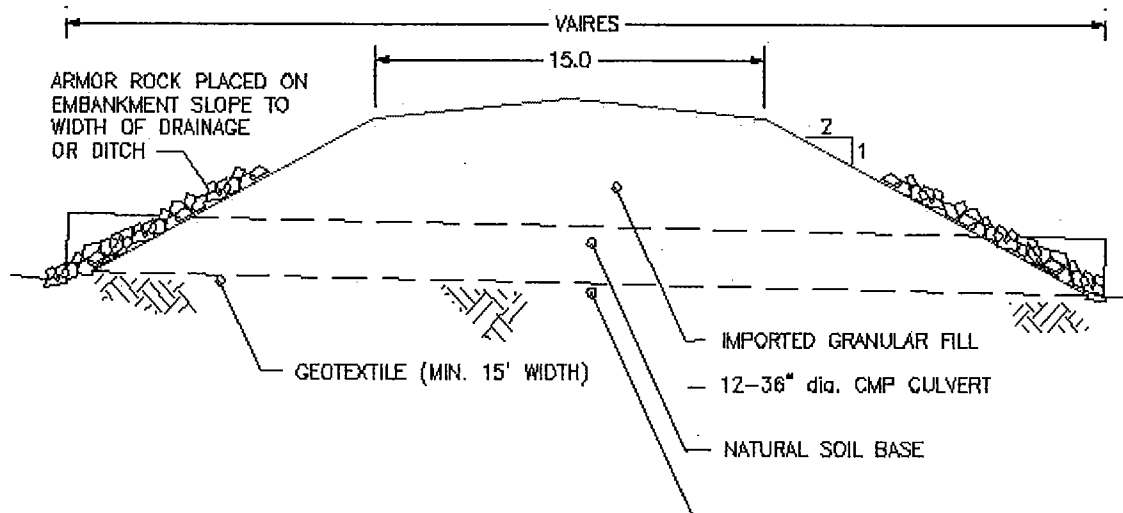 VAIRES
15.0
ARMOR ROCK PLACED ON
EMBANKMENT SLOPE TO
WIDTH OF DRAINAGE
OR DITCH
2
1
IMPORTED GRANULAR FILL
GEOTEXTILE (MIN. 15' WIDTH)
12-36" dia. CMP CULVERT
NATURAL SOIL BASE